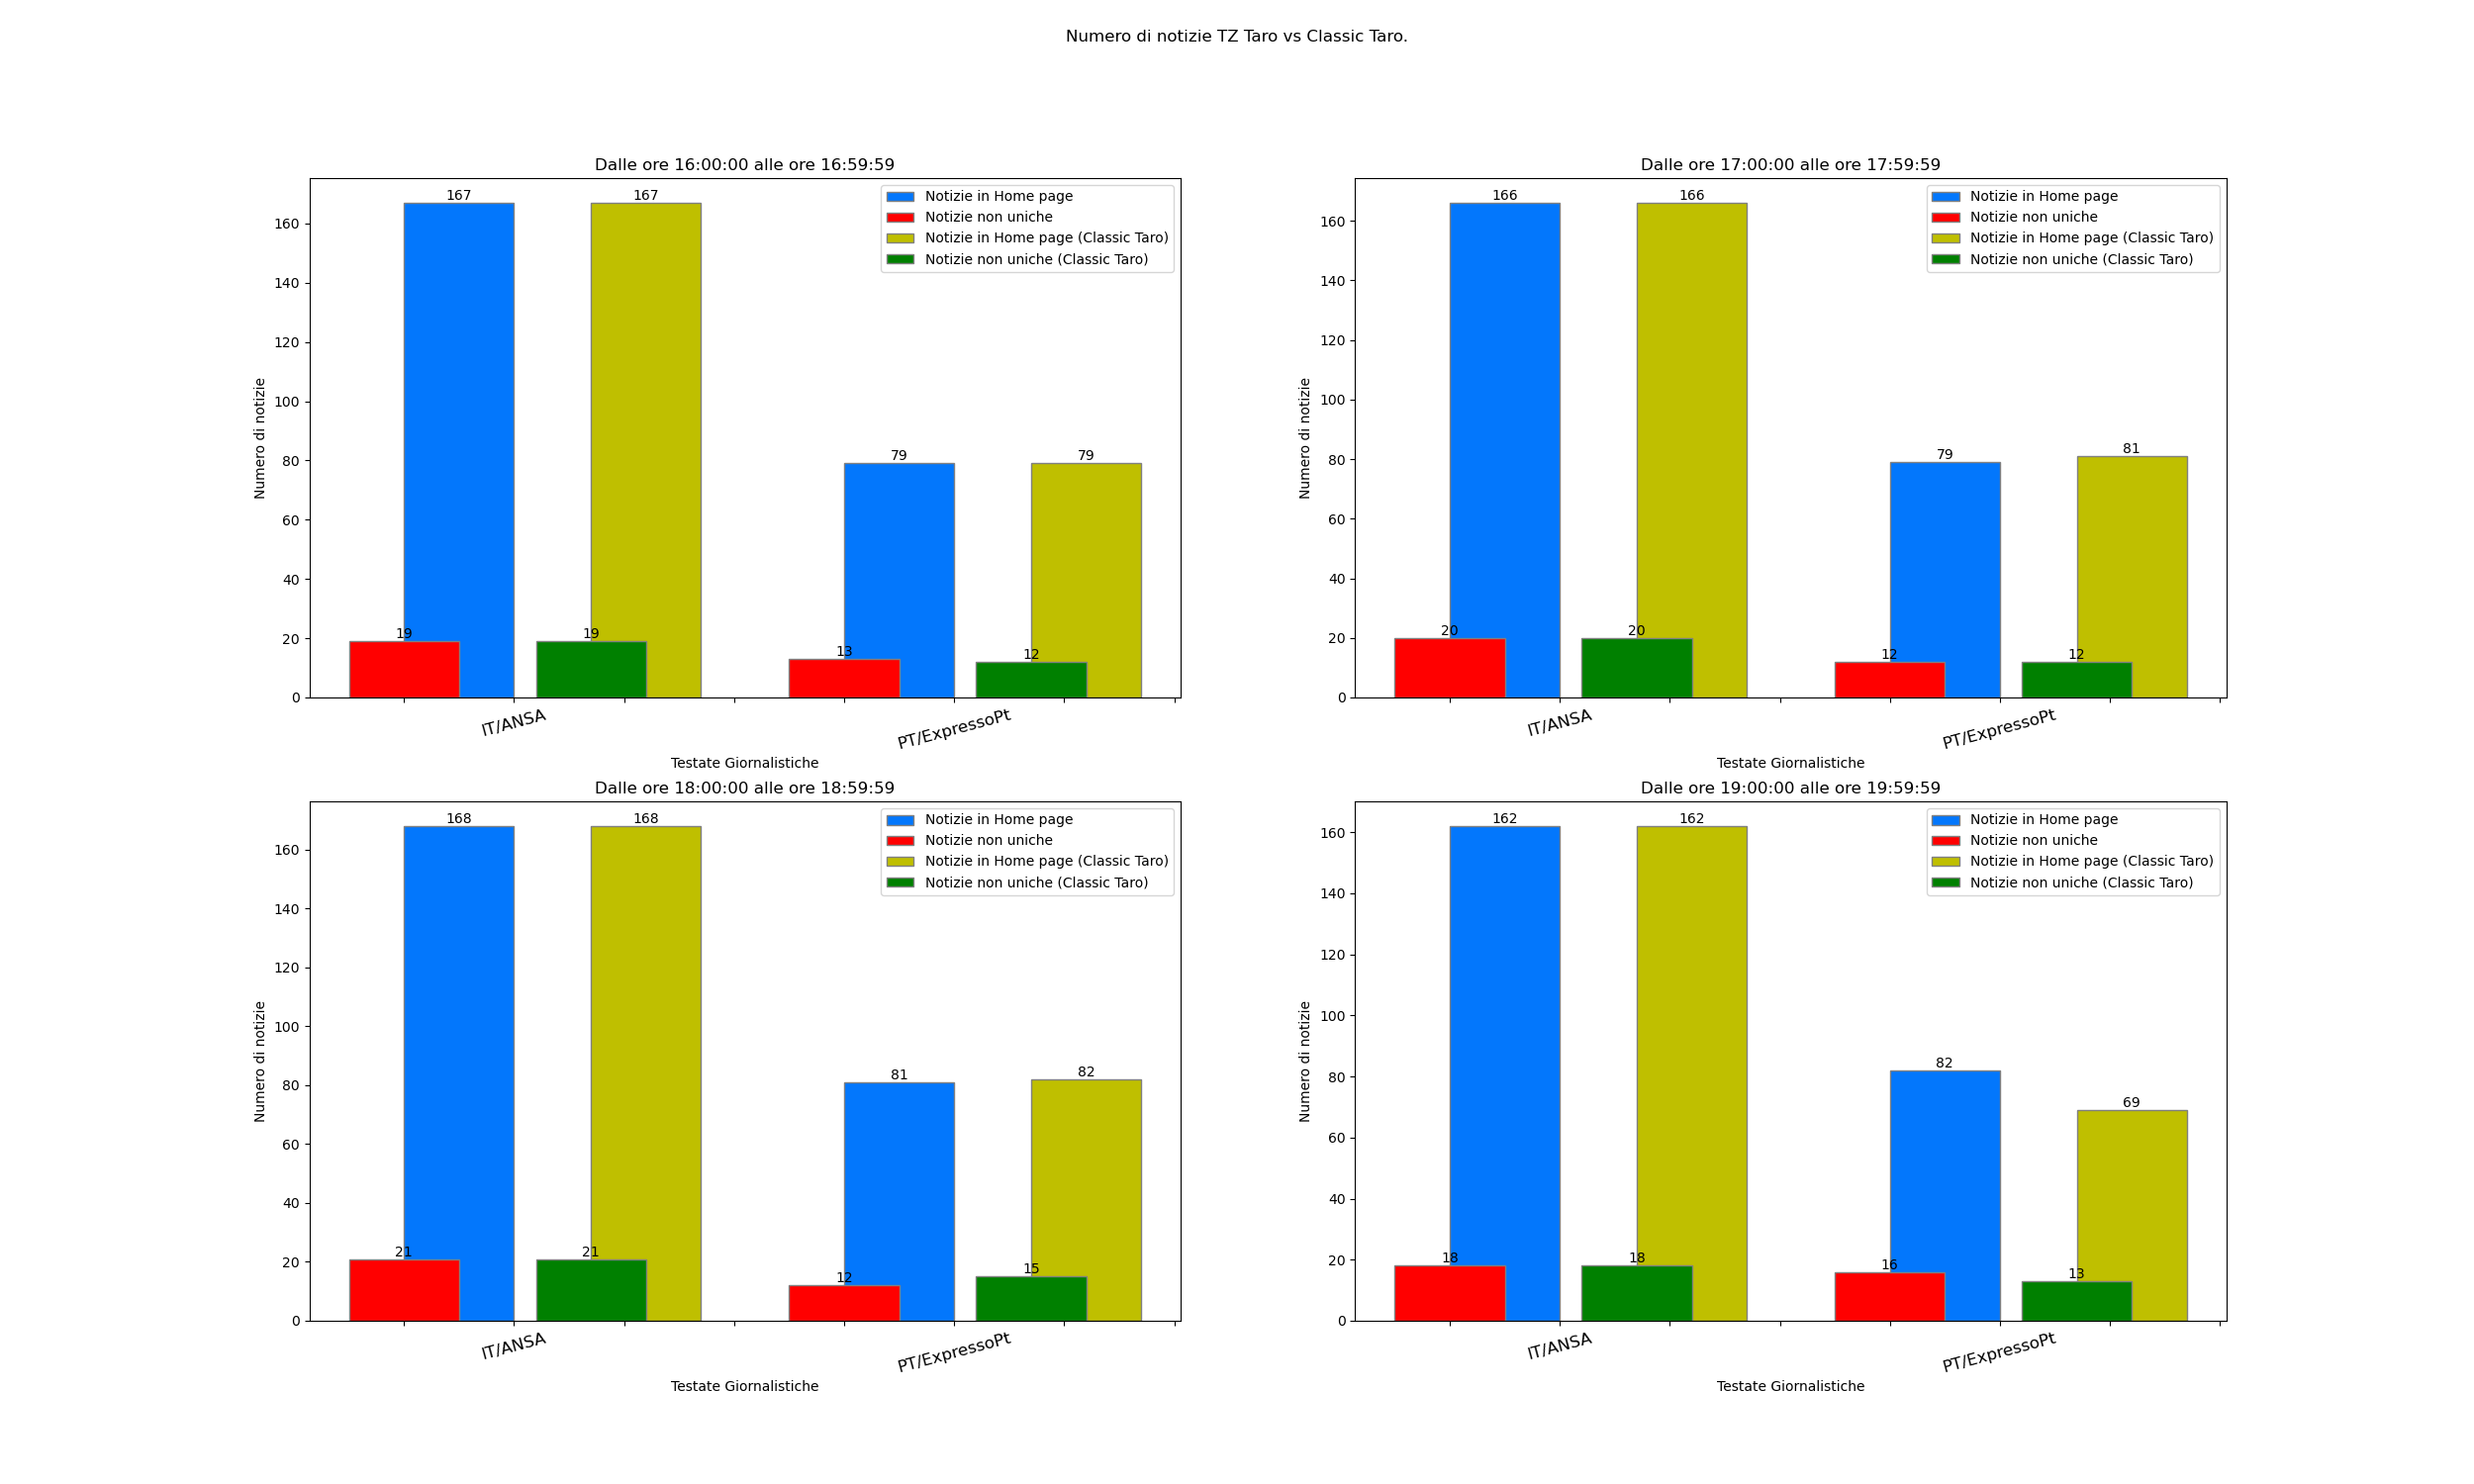 Numero di notizie TZ Taro vs Classic Taro.
Dalle ore 16:00:00 alle ore 16:59:59
Numero di notizie
160
140
120
100
80
60
40
20
0
167
167
79
79
19
19
13
12
Notizie in Home page
Notizie non uniche
Notizie in Home page (Classic Taro)
Notizie non uniche (Classic Taro)
IT/ANSA
PT/ExpressoPt
Testate Giornalistiche
Dalle ore 17:00:00 alle ore 17:59:59
Numero di notizie
160
140
120
100
80
60
40
20
0
166
166
79
81
20
20
12
12
Notizie in Home page
Notizie non uniche
Notizie in Home page (Classic Taro)
Notizie non uniche (Classic Taro)
IT/ANSA
PT/ExpressoPt
Testate Giornalistiche
Dalle ore 18:00:00 alle ore 18:59:59
Numero di notizie
160
140
120
100
80
60
40
20
0
168
168
81
82
21
21
12
15
Notizie in Home page
Notizie non uniche
Notizie in Home page (Classic Taro)
Notizie non uniche (Classic Taro)
IT/ANSA
PT/ExpressoPt
Testate Giornalistiche
Dalle ore 19:00:00 alle ore 19:59:59
Numero di notizie
160
140
120
100
80
60
40
20
0
162
162
82
69
18
18
16
13
Notizie in Home page
Notizie non uniche
Notizie in Home page (Classic Taro)
Notizie non uniche (Classic Taro)
IT/ANSA
PT/ExpressoPt
Testate Giornalistiche